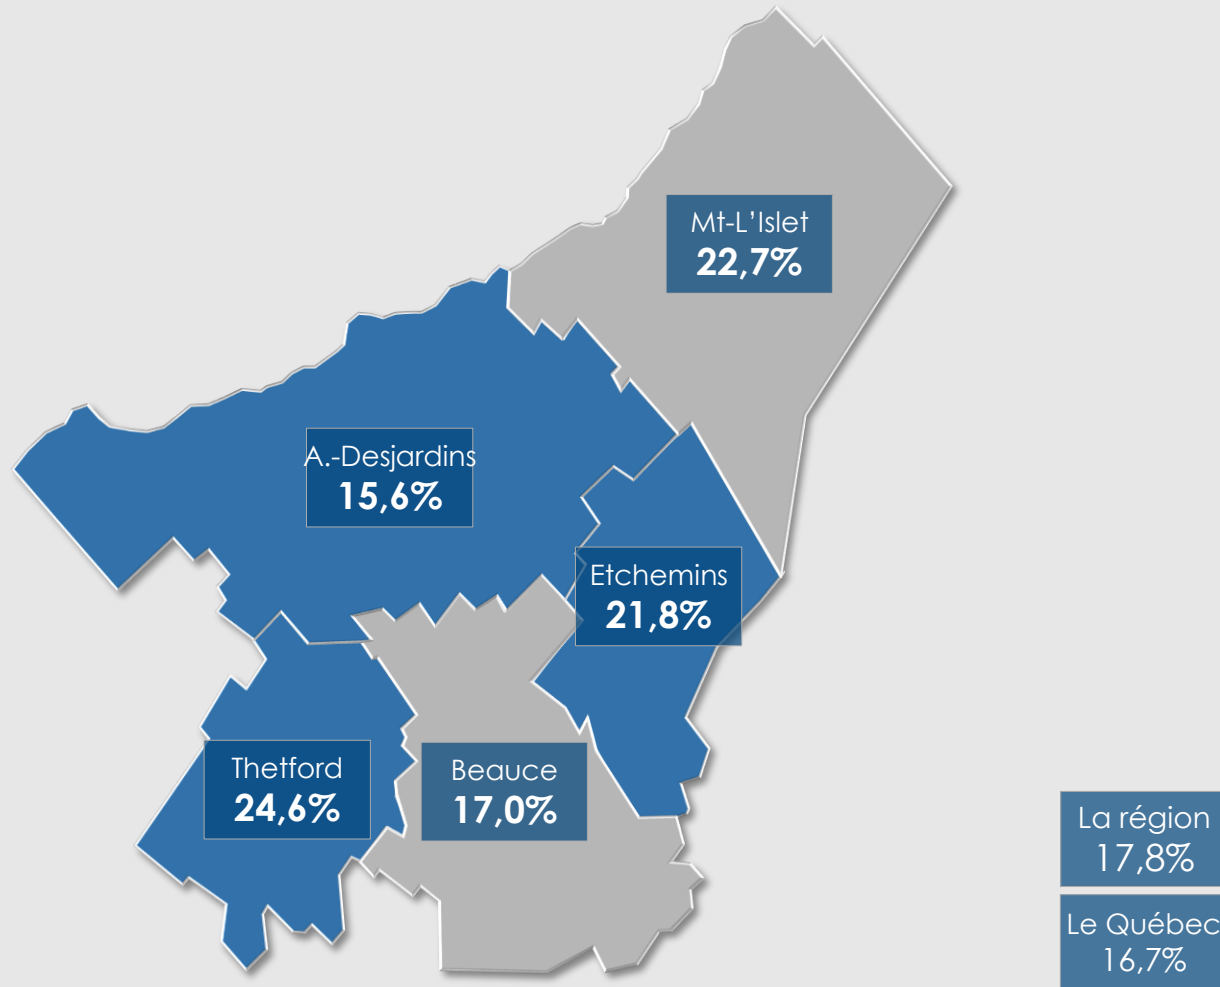 Mt-L'Islet
22,7%
A.-Desjardins
15,6%
Etchemins
21,8%
Thetford
24,6%
Beauce
17,0%
La région
17,8%
Le Québec
16,7%